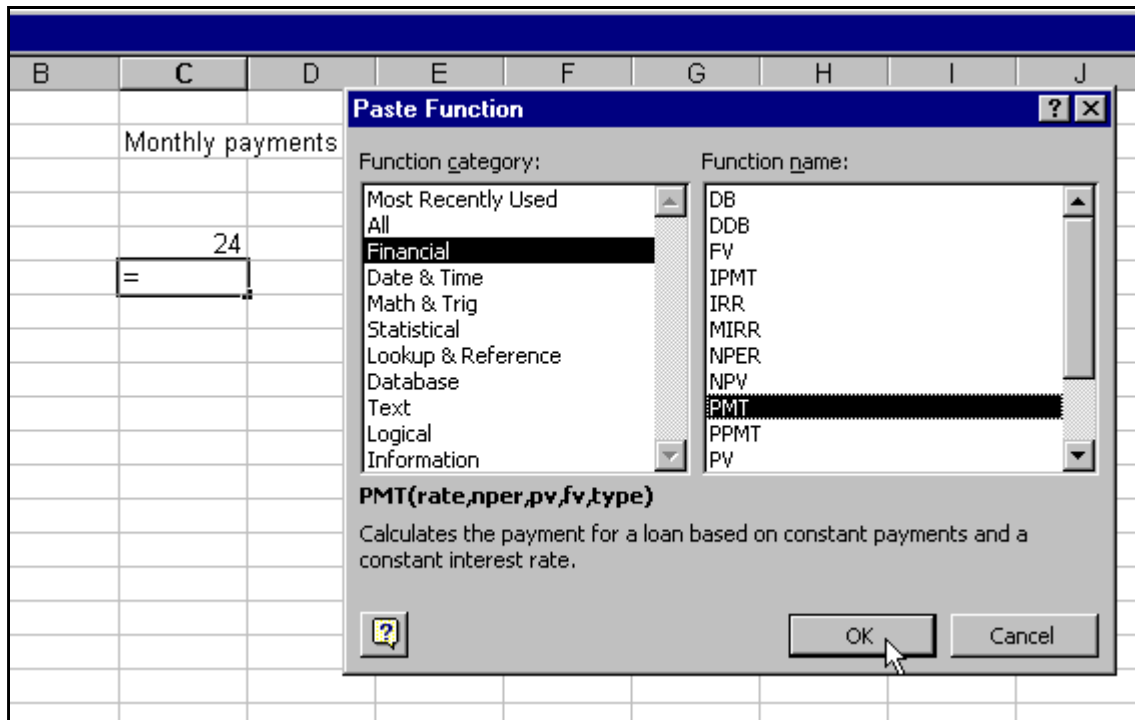 B C D E F G H I J
Paste Function
Monthly payments
Function category:
Function name:
Most Recently Used
All
Financial
Date & Time
Math & Trig
Statistical
Lookup & Reference
Database
Text
Logical
Information
DB
DDB
FV
IPMT
IRR
MIRR
NPER
NPV
PMT
PPMT
PV
24
=
PMT(rate,nper,pv,fv,type)
Calculates the payment for a loan based on constant payments and a
constant interest rate.
OK
Cancel